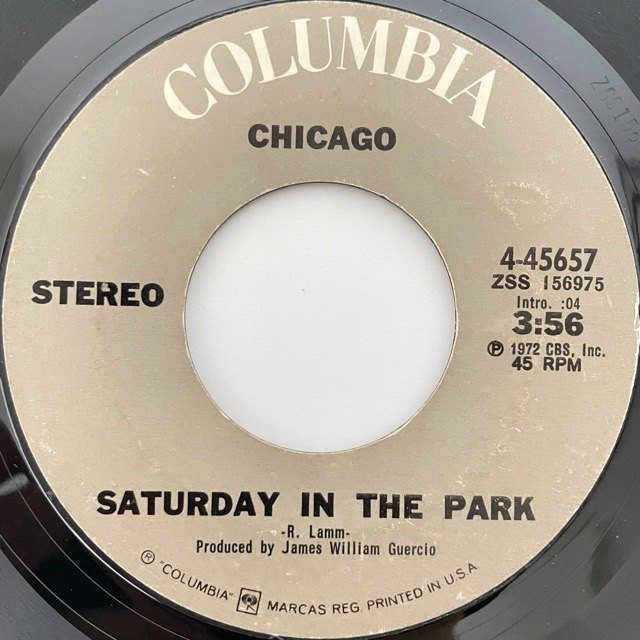 COLUMBIA
CHICAGO
STEREO
4-45657
ZSS 156975
Intro. :04
3:56
Ⓟ 1972 CBS, Inc.
45 RPM
SATURDAY IN THE PARK
-R. Lamm-
Produced by James William Guercio
® "COLUMBIA" MARCAS REG. PRINTED IN U.S.A.